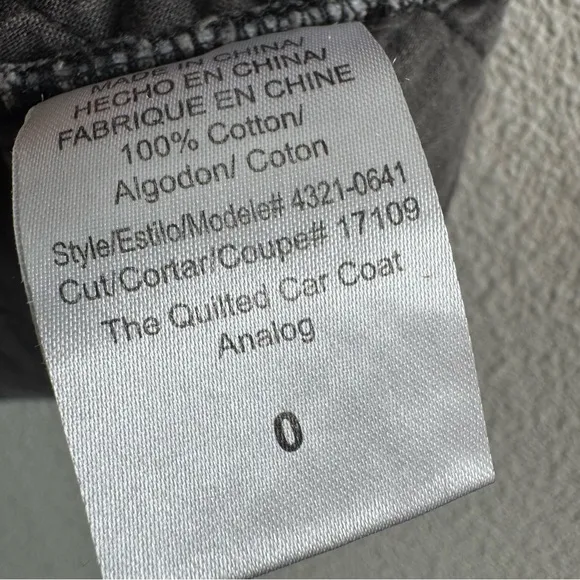 MADE IN CHINA/
HECHO EN CHINA/
FABRIQUE EN CHINE
100% Cotton/
Algodon/ Coton
Style/Estilo/Modele# 4321-0641
Cut/Cortar/Coupe# 17109
The Quilted Car Coat
Analog
0